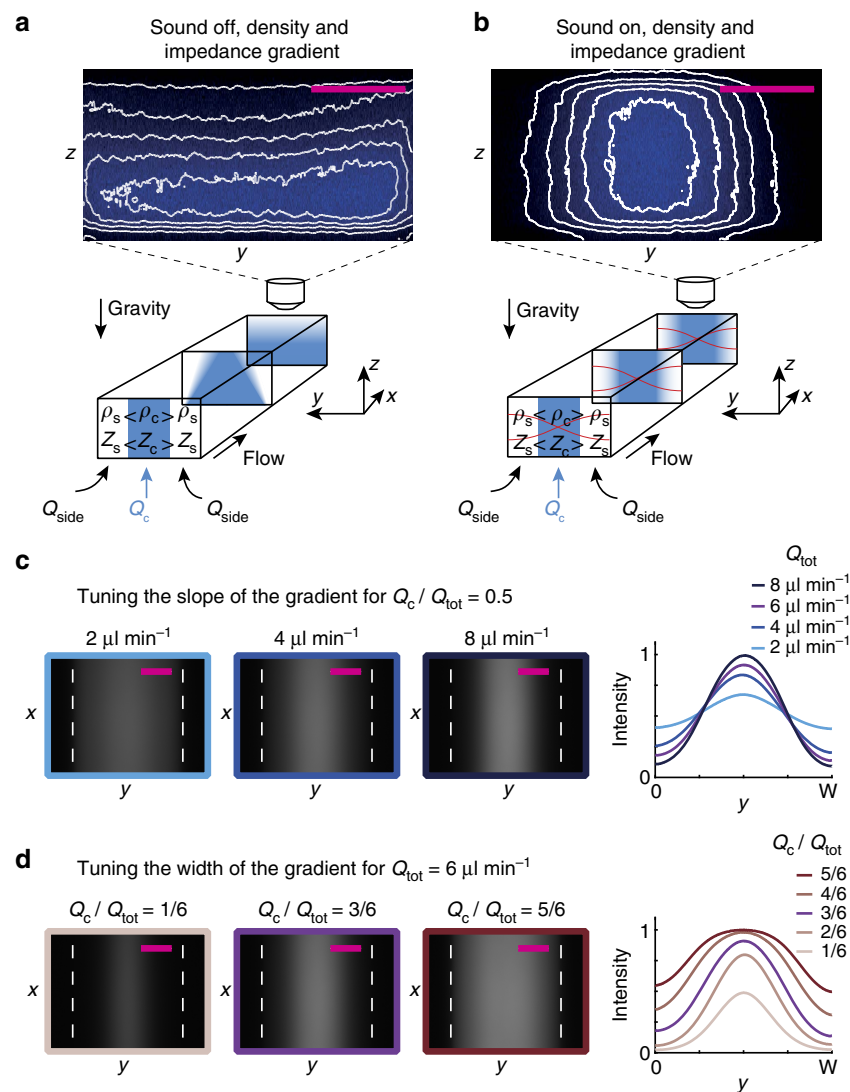 a
Sound off, density and
impedance gradient
z
y
Gravity
z
y
x
ρs < ρc > ρs
Zs < Zc > Zs
Flow
Qside
Qc
Qside
b
Sound on, density and
impedance gradient
z
y
Gravity
z
y
x
ρs < ρc > ρs
Zs < Zc > Zs
Flow
Qside
Qc
Qside
c
Tuning the slope of the gradient for Qc / Qtot = 0.5
2 µl min⁻¹
4 µl min⁻¹
8 µl min⁻¹
x
y
x
y
x
y
Qtot
8 µl min⁻¹
6 µl min⁻¹
4 µl min⁻¹
2 µl min⁻¹
Intensity
1
0
0
y
W
d
Tuning the width of the gradient for Qtot = 6 µl min⁻¹
Qc / Qtot = 1/6
Qc / Qtot = 3/6
Qc / Qtot = 5/6
x
y
x
y
x
y
Qc / Qtot
5/6
4/6
3/6
2/6
1/6
Intensity
1
0
0
y
W